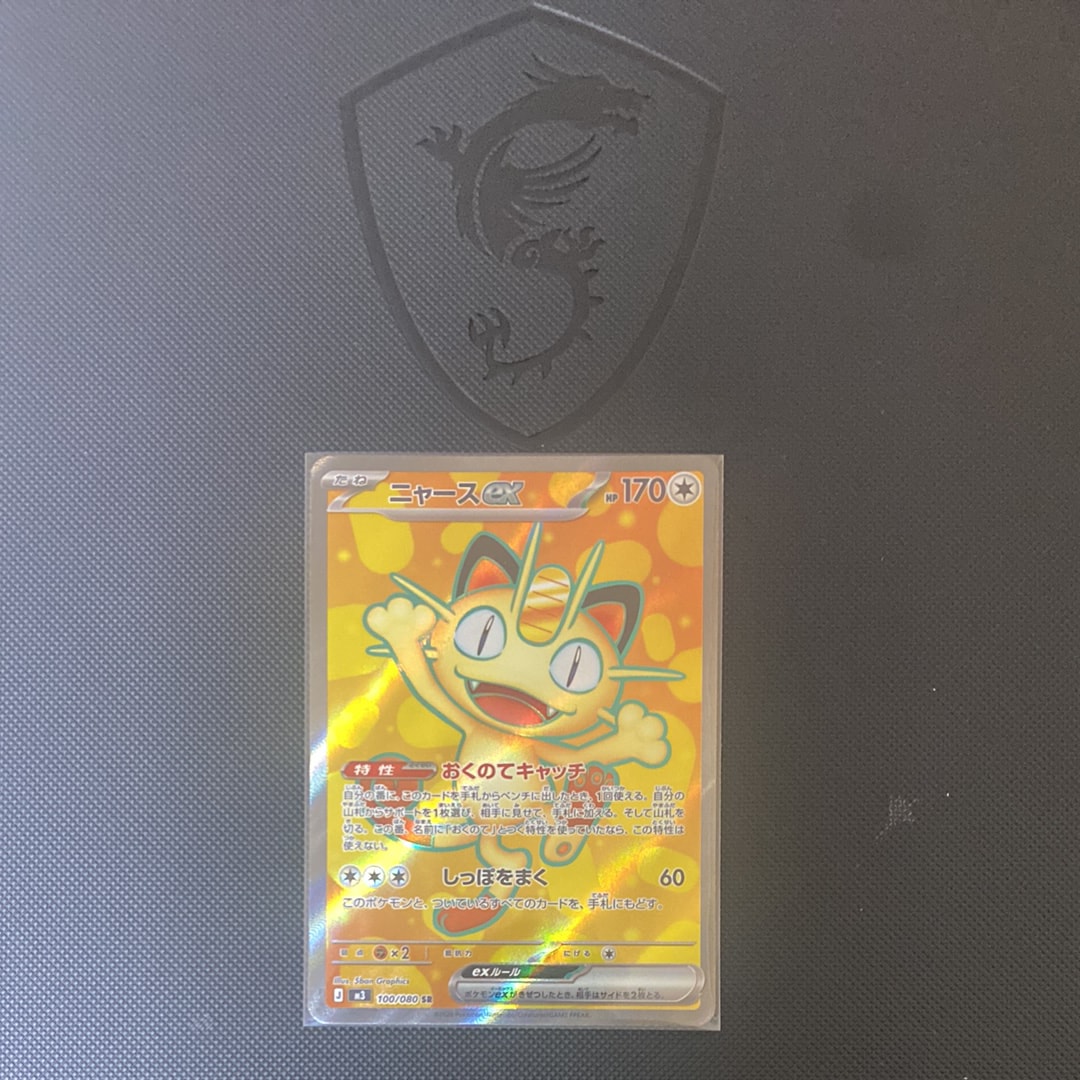 たね ニャースex HP 170
特性 おくのてキャッチ
自分の番に、このカードを手札からベンチに出したとき、1回使える。自分の
山札からサポートを1枚選び、相手に見せて、手札に加える。そして山札を
切る。この番、名前に「おくのて」とつく特性を使っていたなら、この特性は
使えない。
しっぽをまく 60
このポケモンと、ついているすべてのカードを、手札にもどす。
弱点 ×2 抵抗力 にげる
Illus. 5ban Graphics
exルール
ポケモンexがきぜつしたとき、相手はサイドを2枚とる。
J m3 100/080 SR